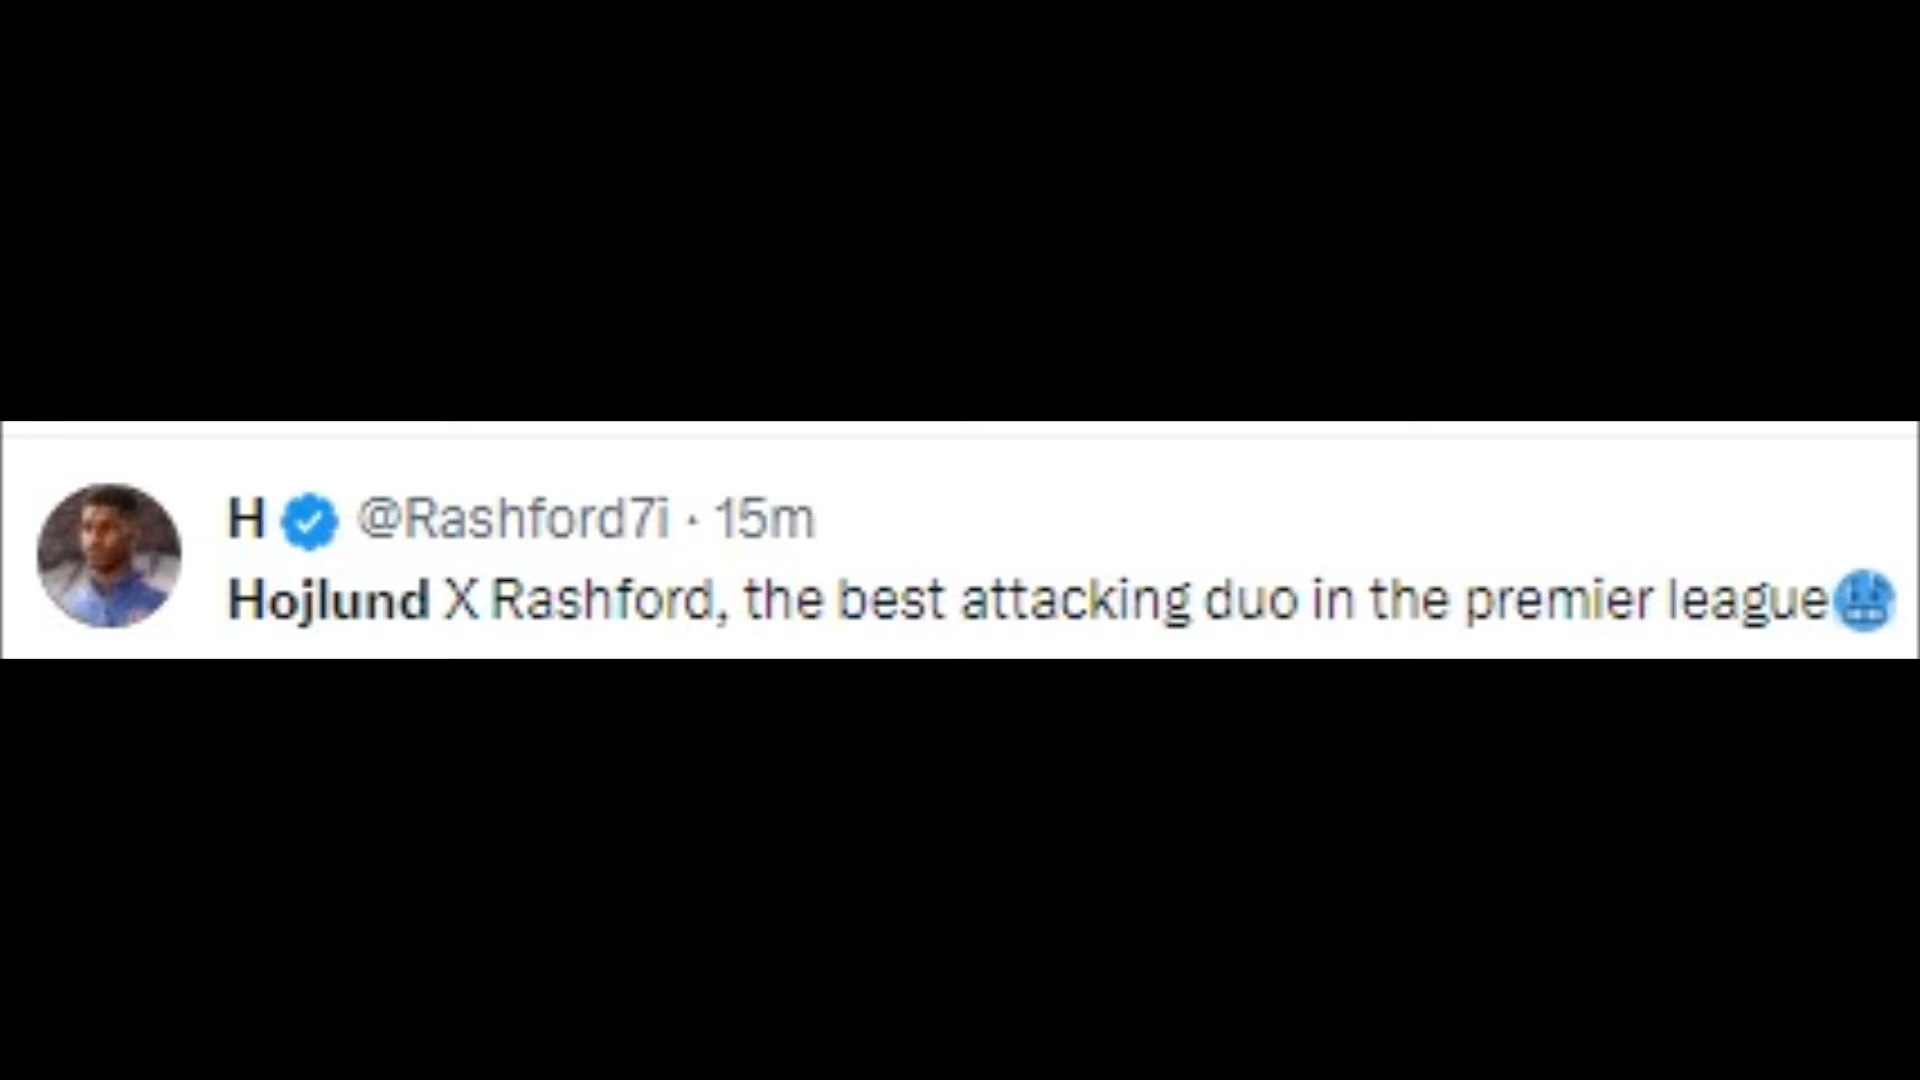 H @Rashford7i · 15m
Hojlund X Rashford, the best attacking duo in the premier league🥶